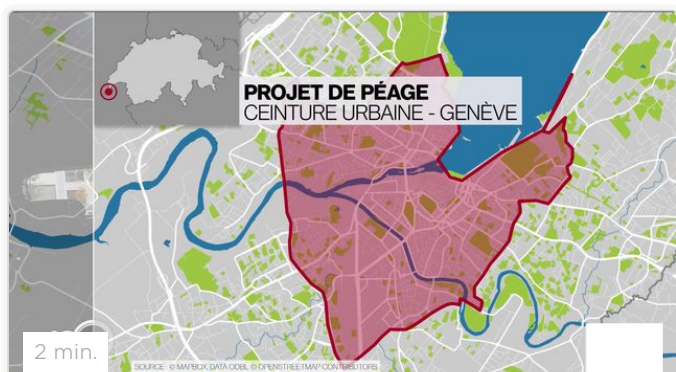 PROJET DE PÉAGE
CEINTURE URBAINE - GENÈVE
2 min.
SOURCE : © MAPBOX, DATA ODBL, © OPENSTREETMAP CONTRIBUTORS